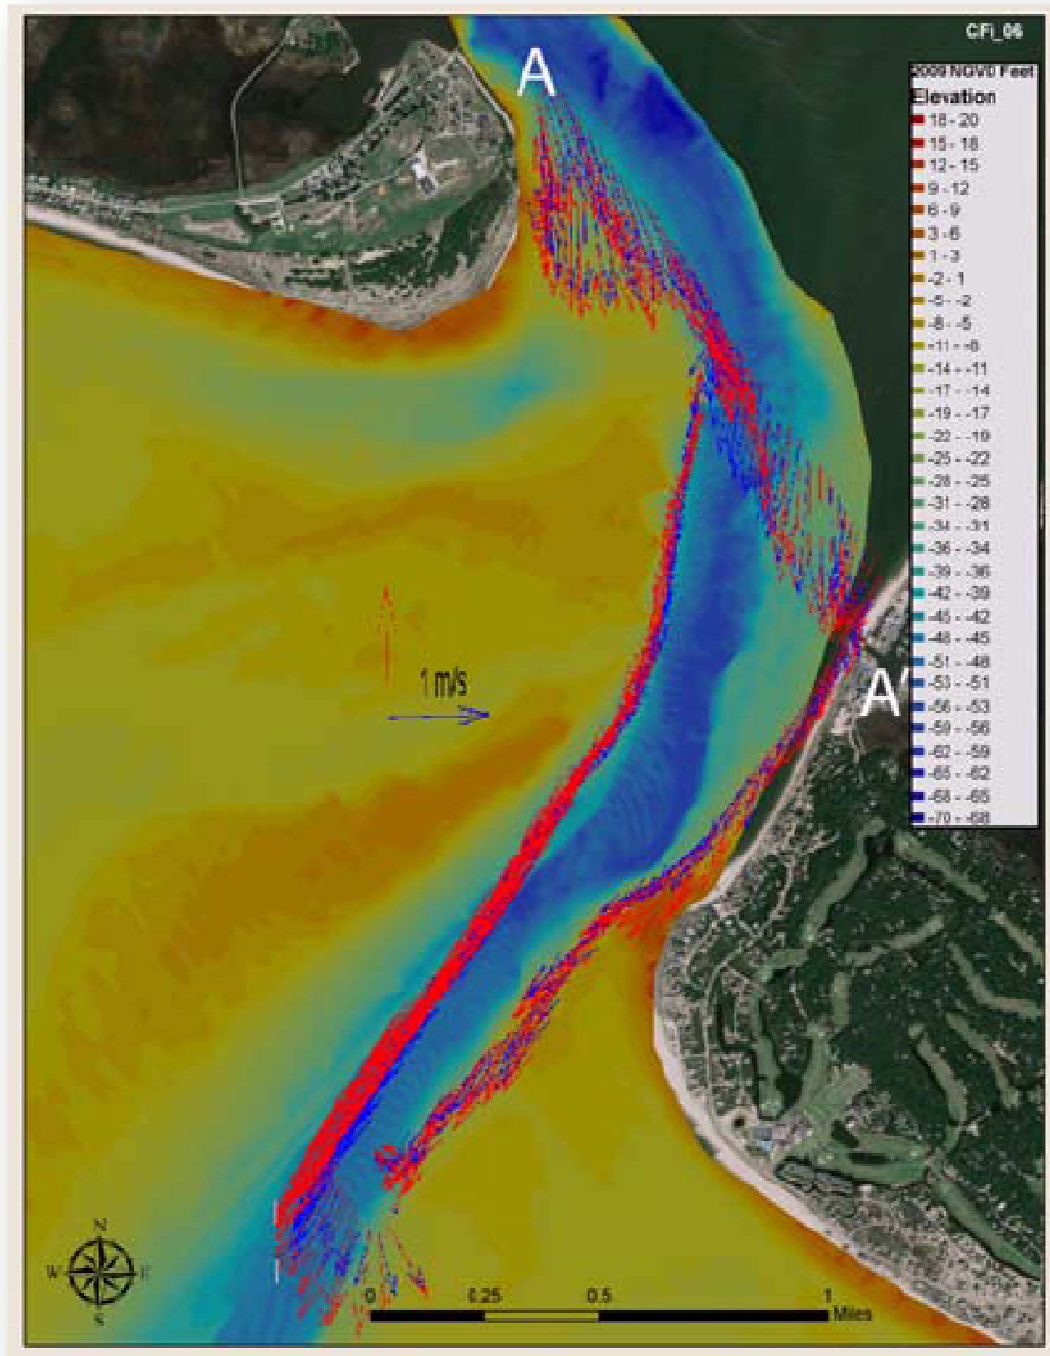 CFi_06
A
2009 NGVD Feet
Elevation
18 - 20
15 - 18
12 - 15
9 - 12
6 - 9
3 - 6
1 - 3
-2 - 1
-5 - -2
-8 - -5
-11 - -8
-14 - -11
-17 - -14
-19 - -17
-22 - -19
-25 - -22
-28 - -25
-31 - -28
-34 - -31
-36 - -34
-39 - -36
-42 - -39
-45 - -42
-48 - -45
-51 - -48
-53 - -51
-56 - -53
-59 - -56
-62 - -59
-65 - -62
-68 - -65
-70 - -68
1 m/s
A'
N
W E
S
0 0.25 0.5 1
Miles